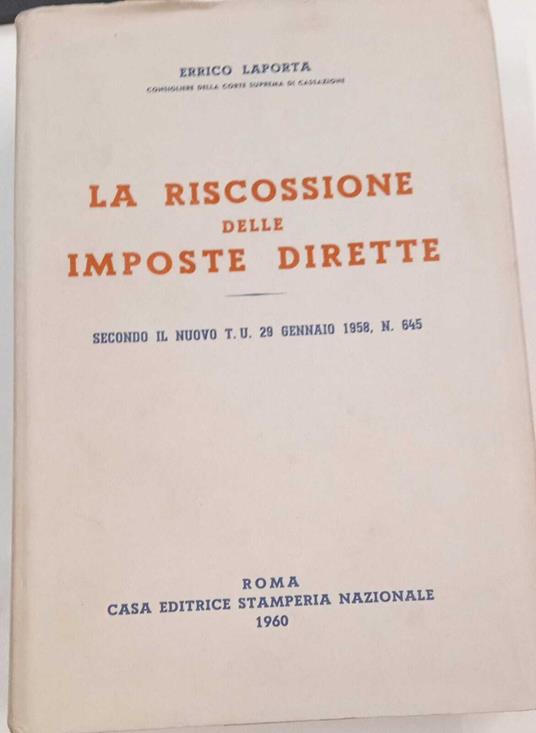 ERRICO LAPORTA
CONSIGLIERE DELLA CORTE SUPREMA DI CASSAZIONE
LA RISCOSSIONE
DELLE
IMPOSTE DIRETTE
SECONDO IL NUOVO T. U. 29 GENNAIO 1958, N. 645
ROMA
CASA EDITRICE STAMPERIA NAZIONALE
1960